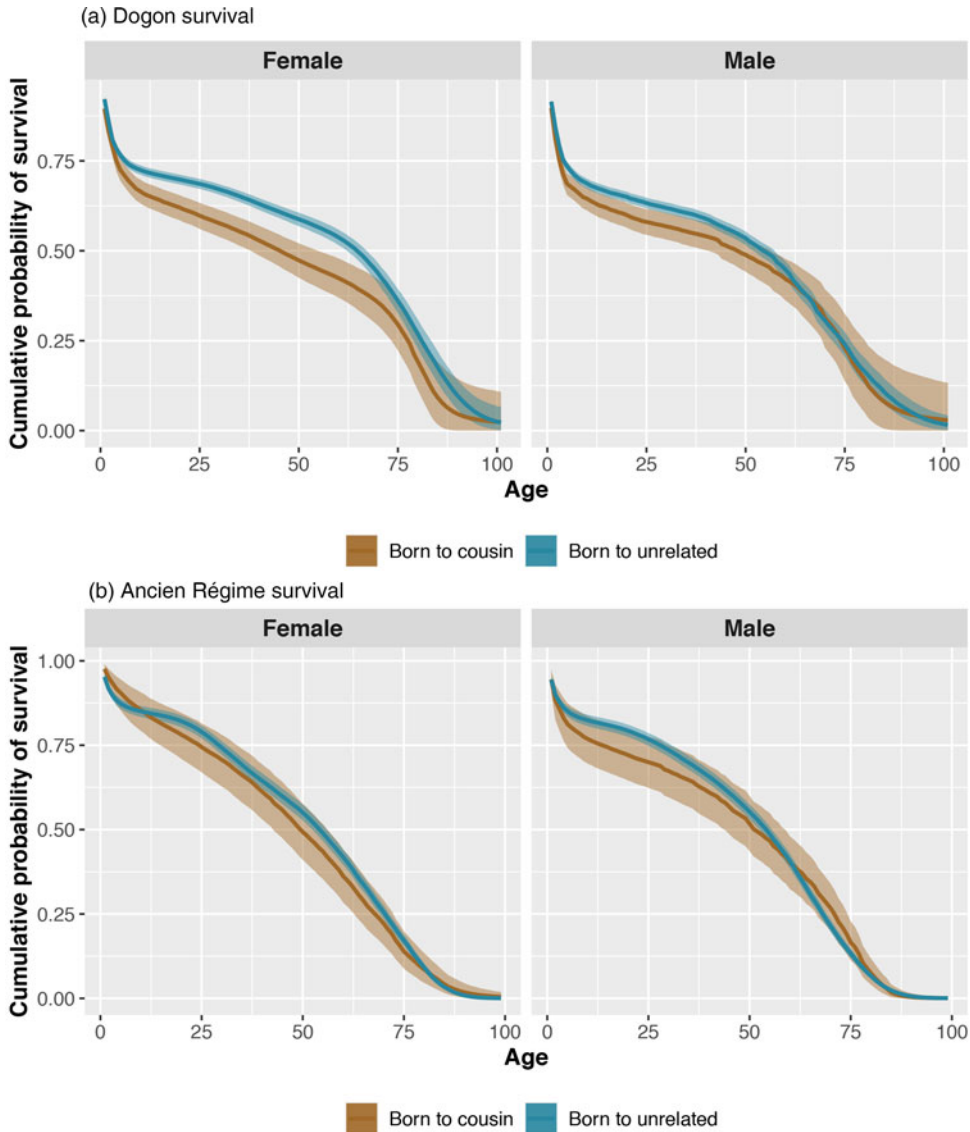 (a) Dogon survival
Female
Male
Cumulative probability of survival
0.75
0.50
0.25
0.00
0 25 50 75 100
0 25 50 75 100
Age
Born to cousin Born to unrelated
(b) Ancien Régime survival
Female
Male
Cumulative probability of survival
1.00
0.75
0.50
0.25
0.00
0 25 50 75 100
0 25 50 75 100
Age
Born to cousin Born to unrelated